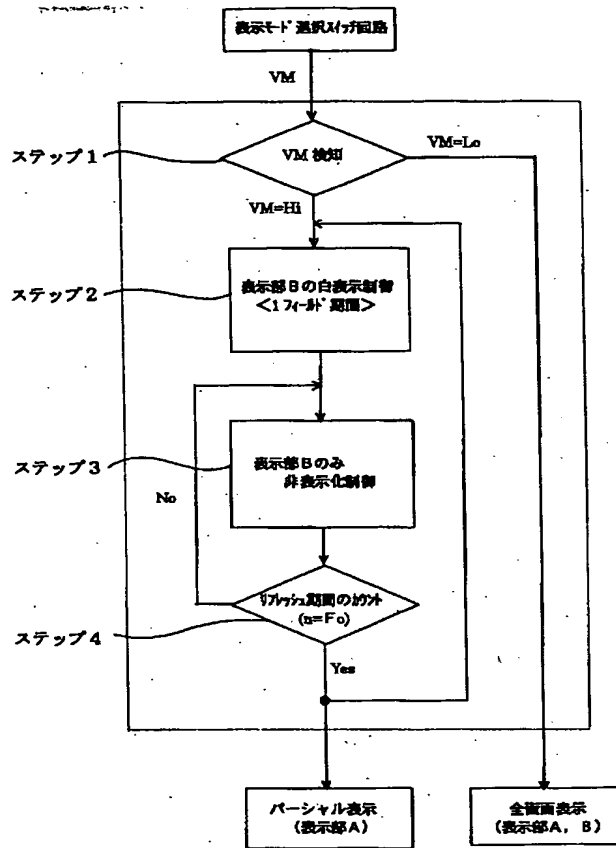 表示モード選択スイッチ回路
VM
ステップ1
VM 検知
VM=Lo
VM=Hi
ステップ2
表示部Bの白表示制御
<1フィールド期間>
ステップ3
表示部Bのみ
非表示化制御
No
リフレッシュ期間のカウント
(n=Fo)
ステップ4
Yes
パーシャル表示
(表示部A)
全画面表示
(表示部A, B)